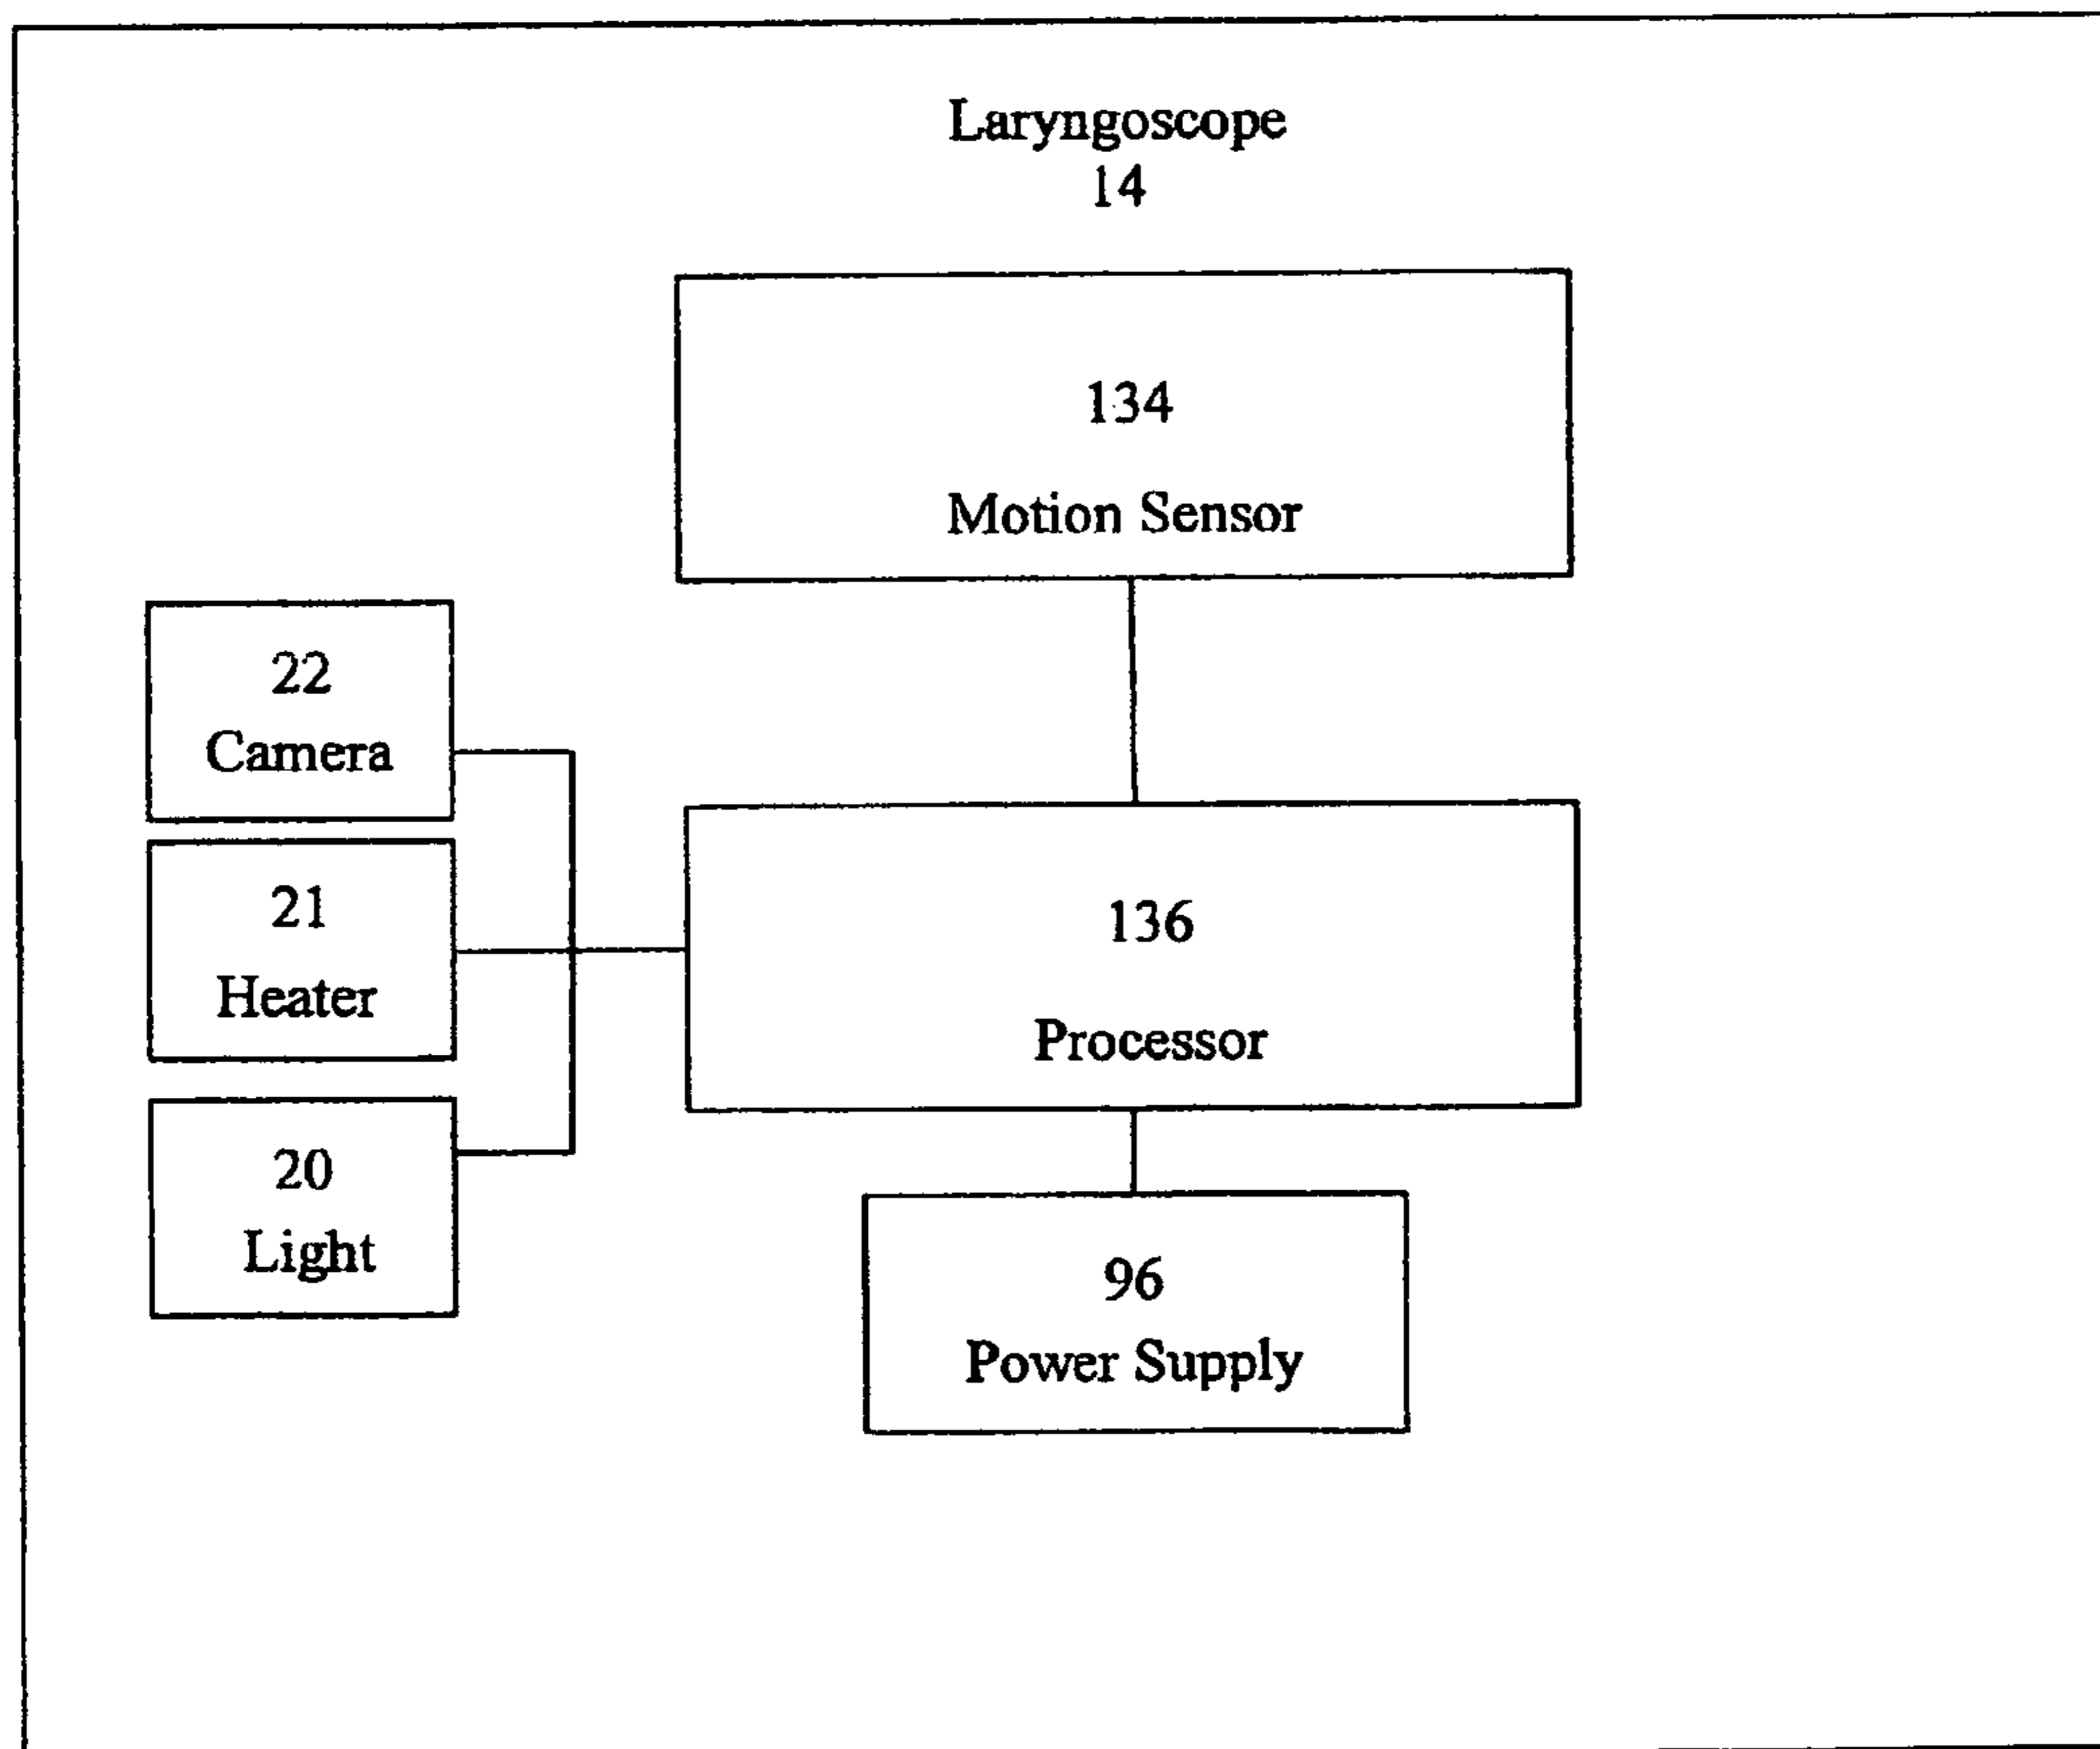 Laryngoscope
14
134
Motion Sensor
22
Camera
21
Heater
136
Processor
20
Light
96
Power Supply